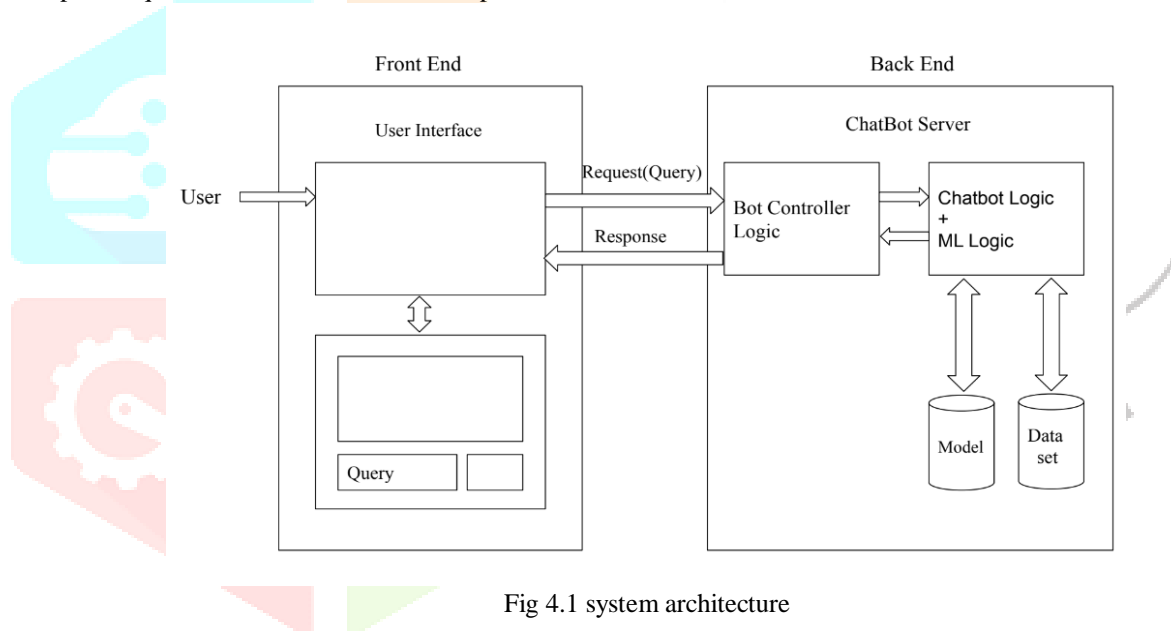 Front End
Back End
User Interface
ChatBot Server
Request(Query)
User
Bot Controller
Logic
Chatbot Logic
+
ML Logic
Response
Model
Data
set
Query
Fig 4.1 system architecture